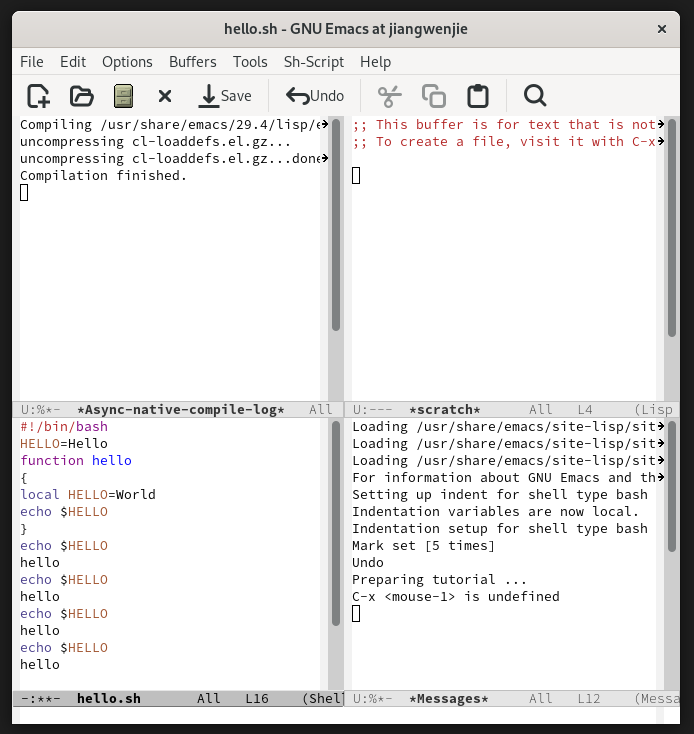 hello.sh - GNU Emacs at jiangwenjie
File Edit Options Buffers Tools Sh-Script Help
Save Undo
Compiling /usr/share/emacs/29.4/lisp/e
uncompressing cl-loaddefs.el.gz...
uncompressing cl-loaddefs.el.gz...done
Compilation finished.
U:%*- *Async-native-compile-log* All
;; This buffer is for text that is not
;; To create a file, visit it with C-x
U:--- *scratch* All L4 (Lisp
#!/bin/bash
HELLO=Hello
function hello
{
local HELLO=World
echo $HELLO
}
echo $HELLO
hello
echo $HELLO
hello
echo $HELLO
hello
echo $HELLO
hello
-:**- hello.sh All L16 (Shel
Loading /usr/share/emacs/site-lisp/sit
Loading /usr/share/emacs/site-lisp/sit
Loading /usr/share/emacs/site-lisp/sit
For information about GNU Emacs and th
Setting up indent for shell type bash
Indentation variables are now local.
Indentation setup for shell type bash
Mark set [5 times]
Undo
Preparing tutorial ...
C-x <mouse-1> is undefined
U:%*- *Messages* All L12 (Messa